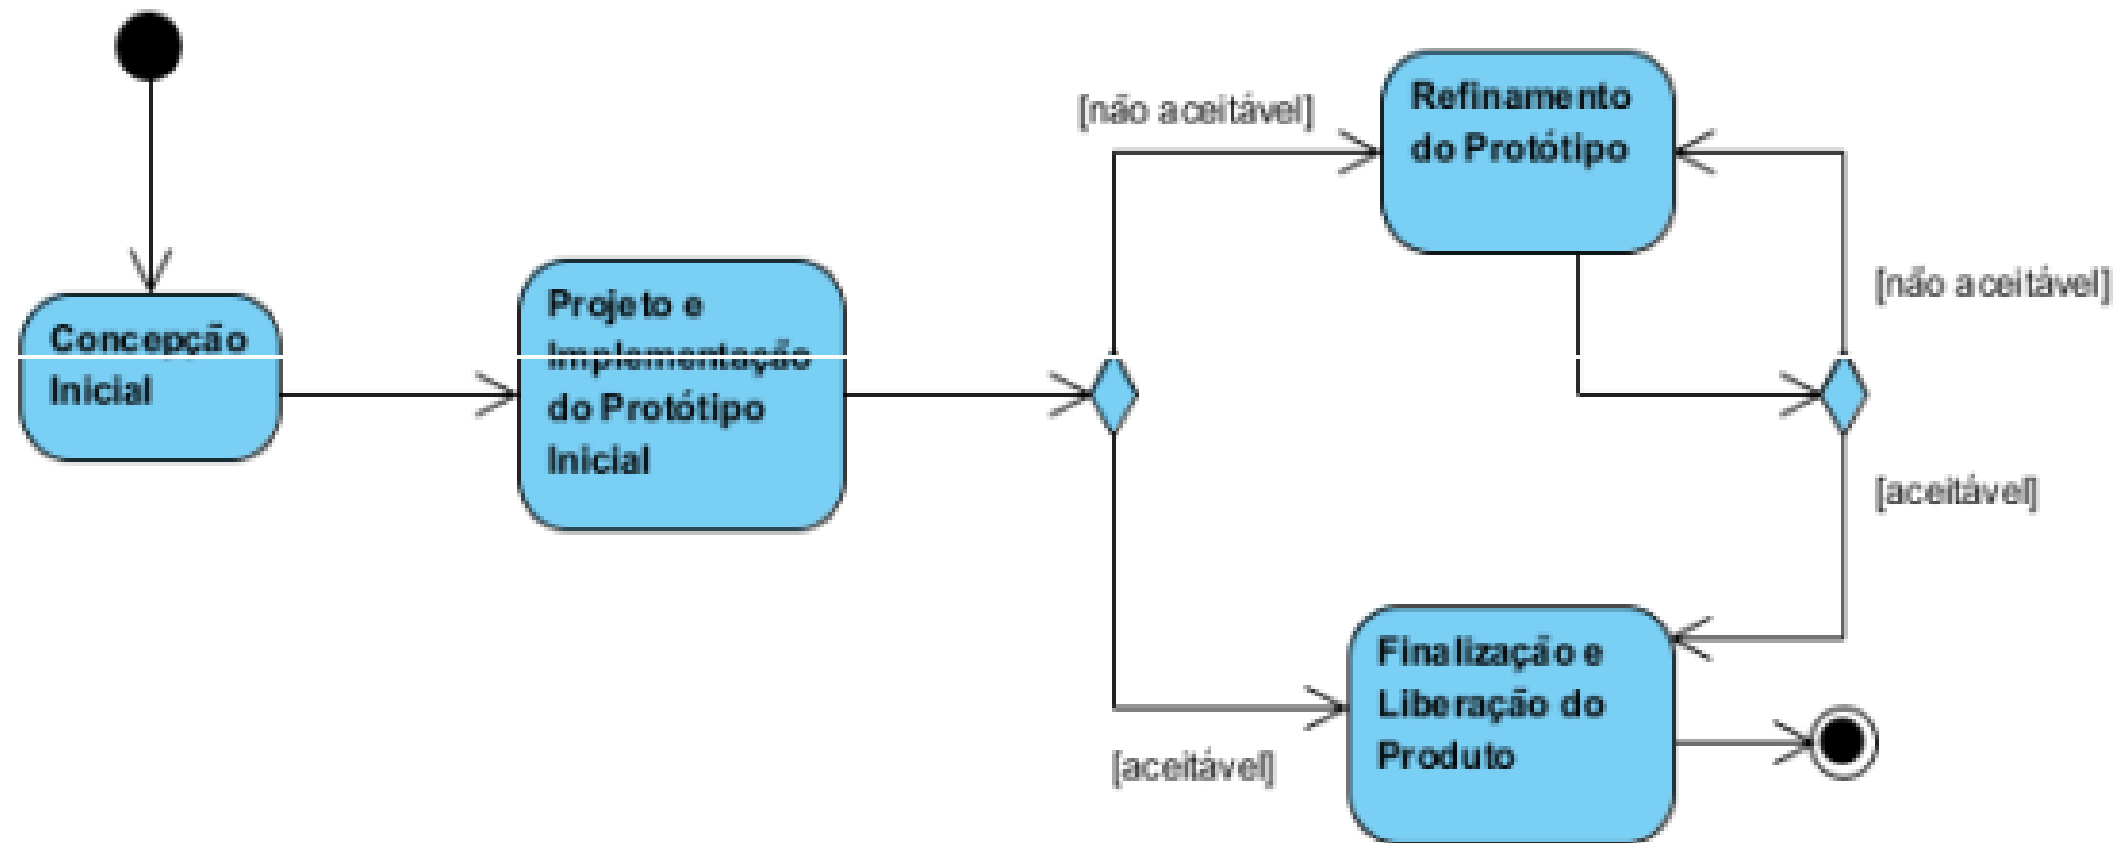 Concepção
Inicial
Projeto e
Implementação
do Protótipo
Inicial
[não aceitável]
Refinamento
do Protótipo
[não aceitável]
[aceitável]
[aceitável]
Finalização e
Liberação do
Produto